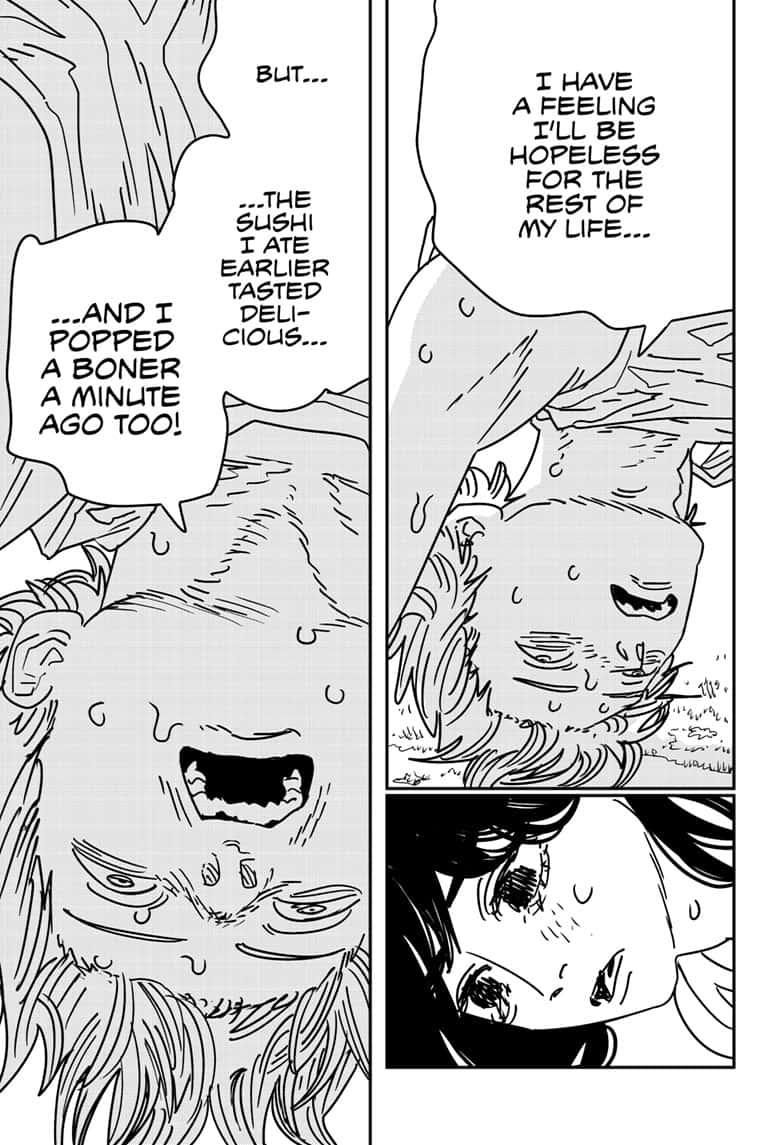 I HAVE
A FEELING
I'LL BE
HOPELESS
FOR THE
REST OF
MY LIFE...
BUT...
...THE
SUSHI
I ATE
EARLIER
TASTED
DELI-
CIOUS...
...AND I
POPPED
A BONER
A MINUTE
AGO TOO!